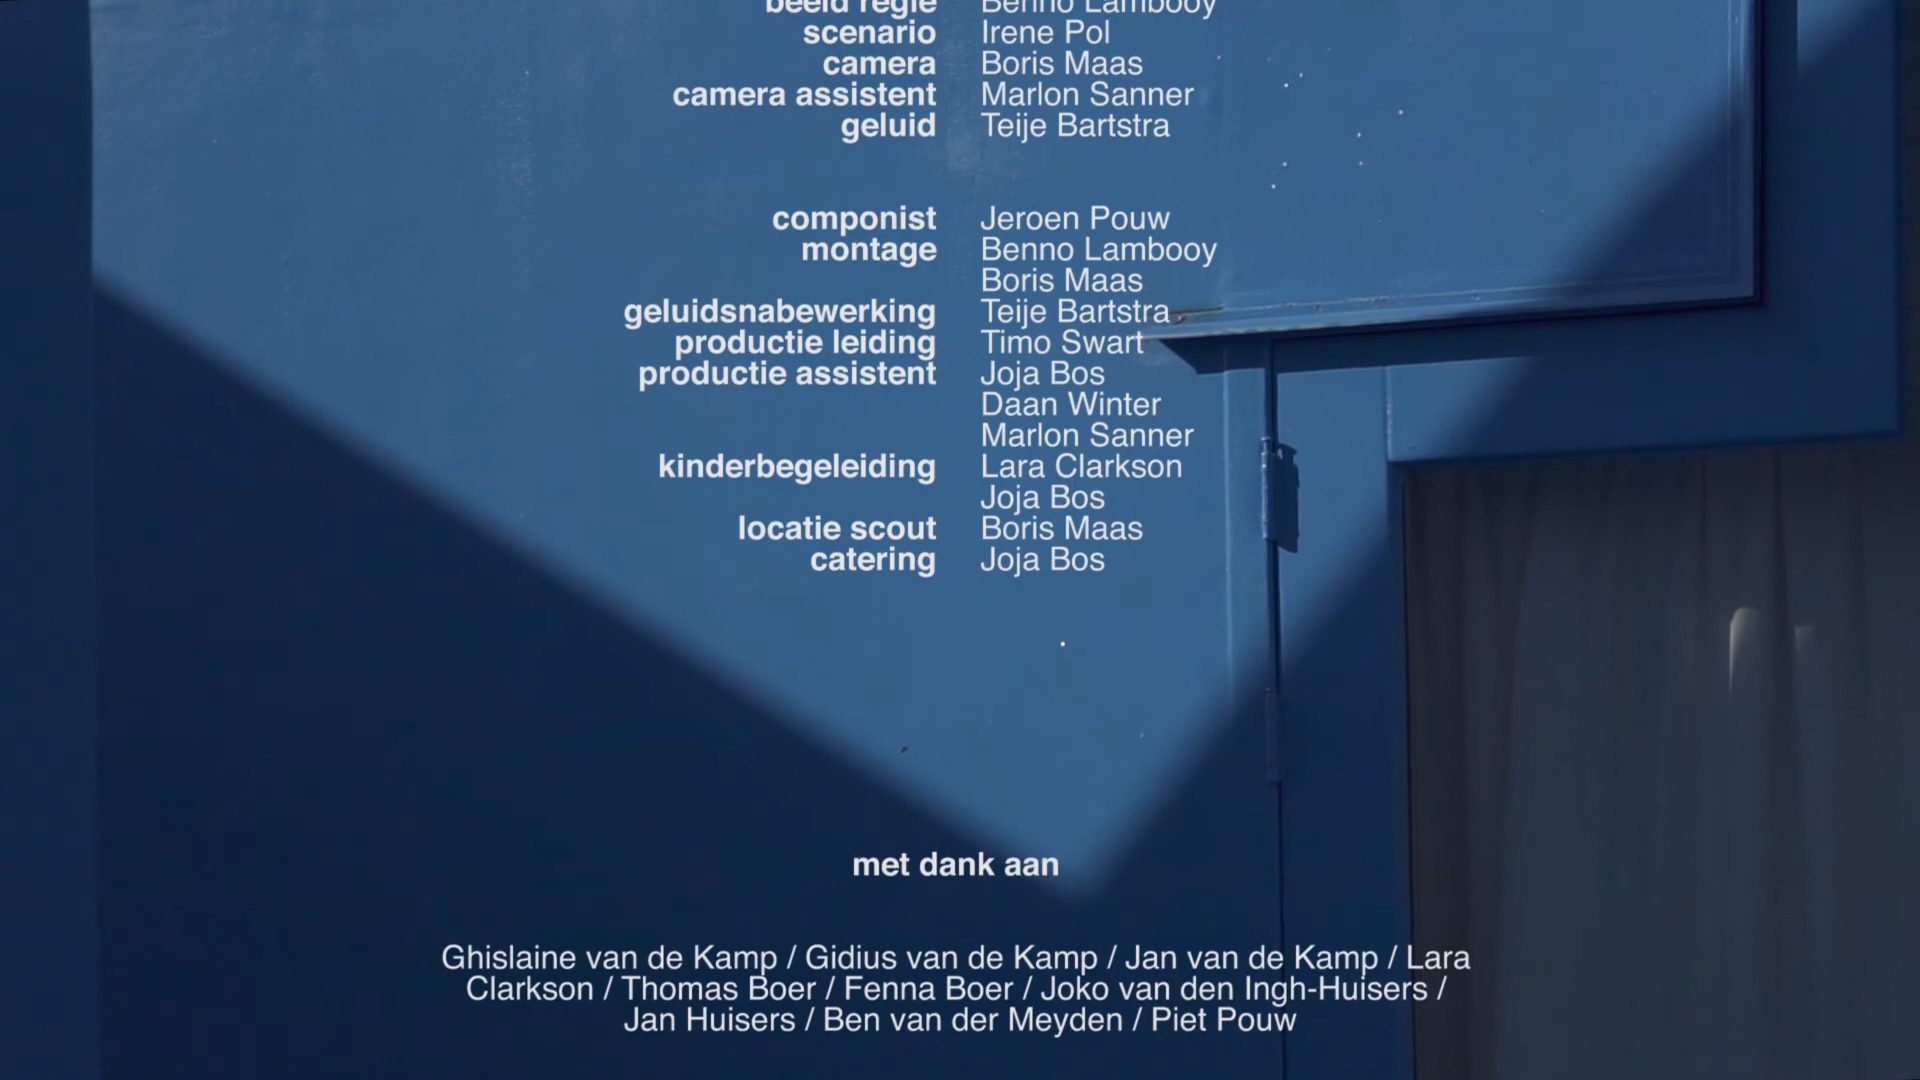 beeld regie Benno Lambooy
scenario Irene Pol
camera Boris Maas
camera assistent Marlon Sanner
geluid Teije Bartstra
componist Jeroen Pouw
montage Benno Lambooy
Boris Maas
geluidsnabewerking Teije Bartstra
productie leiding Timo Swart
productie assistent Joja Bos
Daan Winter
Marlon Sanner
kinderbegeleiding Lara Clarkson
Joja Bos
locatie scout Boris Maas
catering Joja Bos
met dank aan
Ghislaine van de Kamp / Gidius van de Kamp / Jan van de Kamp / Lara
Clarkson / Thomas Boer / Fenna Boer / Joko van den Ingh-Huisers /
Jan Huisers / Ben van der Meyden / Piet Pouw